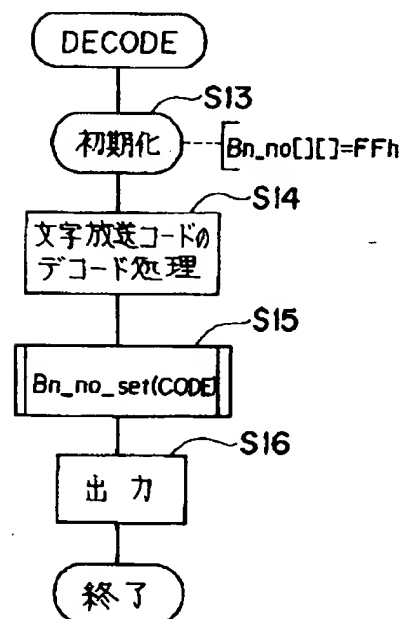 DECODE
S13
初期化
Bn_no[][]=FFh
S14
文字放送コードの
デコード処理
S15
Bn_no_set(CODE)
S16
出力
終了